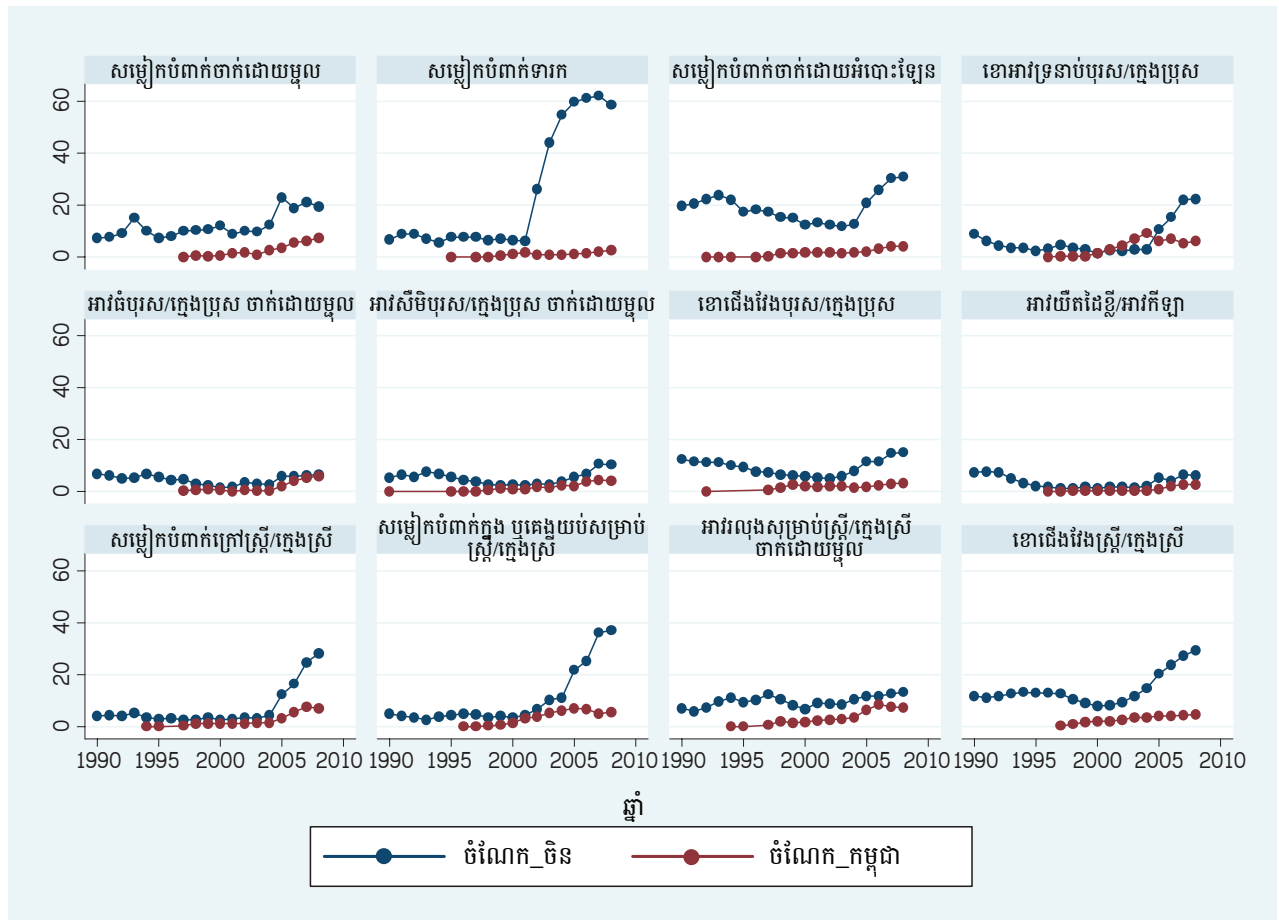 សម្លៀកបំពាក់ចាក់ដោយម្ជុល
សម្លៀកបំពាក់ទារក
សម្លៀកបំពាក់ចាក់ដោយអំបោះឡែន
ខោអាវទ្រនាប់បុរស/ក្មេងប្រុស
60
40
20
0
អាវធំបុរស/ក្មេងប្រុស ចាក់ដោយម្ជុល
អាវសឺមិបុរស/ក្មេងប្រុស ចាក់ដោយម្ជុល
ខោជើងវែងបុរស/ក្មេងប្រុស
អាវយឺតដៃខ្លី/អាវកីឡា
60
40
20
0
សម្លៀកបំពាក់ក្រៅស្ត្រី/ក្មេងស្រី
សម្លៀកបំពាក់ក្នុង ឬគេងយប់សម្រាប់
ស្ត្រី/ក្មេងស្រី
អាវរលុងសម្រាប់ស្ត្រី/ក្មេងស្រី
ចាក់ដោយម្ជុល
ខោជើងវែងស្ត្រី/ក្មេងស្រី
60
40
20
0
1990 1995 2000 2005 2010 1990 1995 2000 2005 2010 1990 1995 2000 2005 2010 1990 1995 2000 2005 2010
ឆ្នាំ
ចំណែក_ចិន ចំណែក_កម្ពុជា